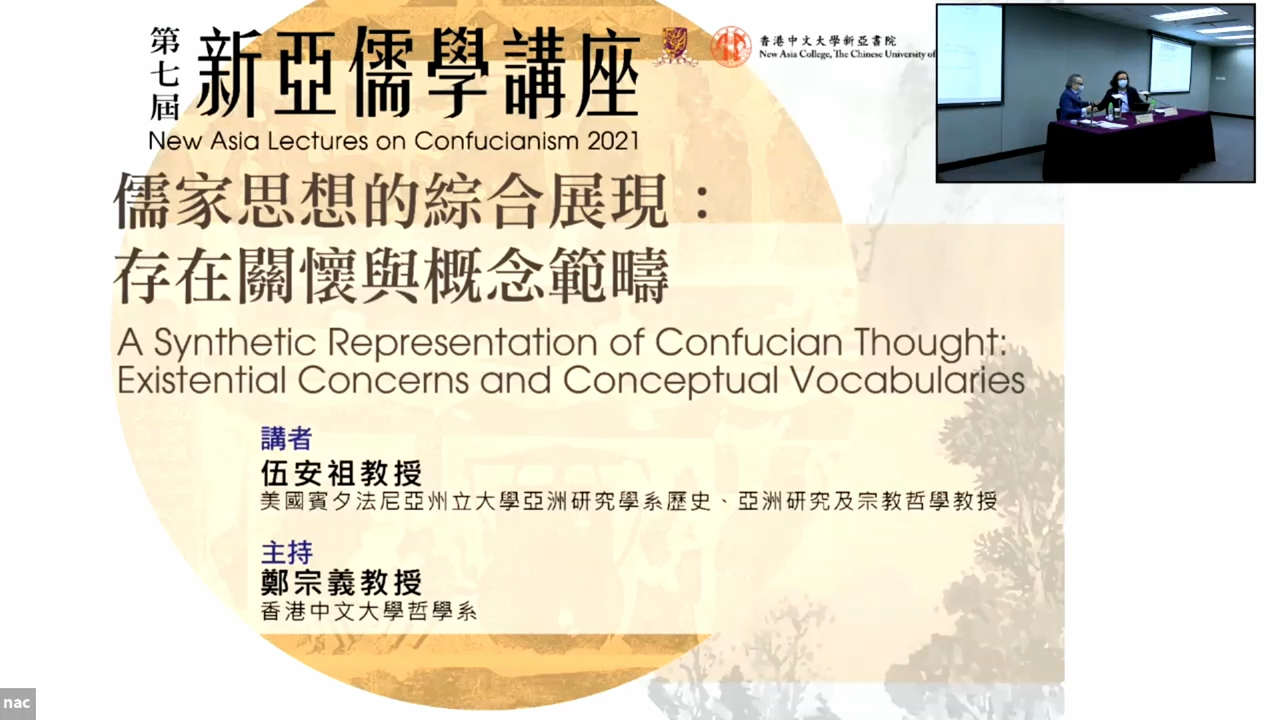 第七屆
新亞儒學講座
香港中文大學新亞書院
New Asia College, The Chinese University of
New Asia Lectures on Confucianism 2021
儒家思想的綜合展現：
存在關懷與概念範疇
A Synthetic Representation of Confucian Thought:
Existential Concerns and Conceptual Vocabularies
講者
伍安祖教授
美國賓夕法尼亞州立大學亞洲研究學系歷史、亞洲研究及宗教哲學教授
主持
鄭宗義教授
香港中文大學哲學系
nac